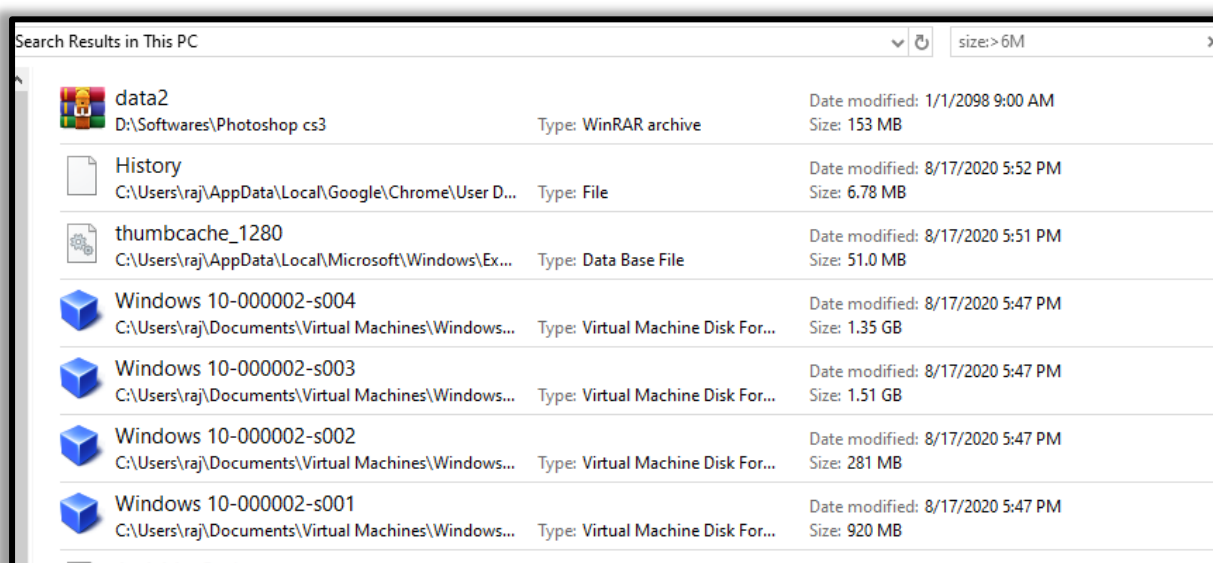 Search Results in This PC size:>6M
data2 Date modified: 1/1/2098 9:00 AM
D:\Softwares\Photoshop cs3 Type: WinRAR archive Size: 153 MB
History Date modified: 8/17/2020 5:52 PM
C:\Users\raj\AppData\Local\Google\Chrome\User D... Type: File Size: 6.78 MB
thumbcache_1280 Date modified: 8/17/2020 5:51 PM
C:\Users\raj\AppData\Local\Microsoft\Windows\Ex... Type: Data Base File Size: 51.0 MB
Windows 10-000002-s004 Date modified: 8/17/2020 5:47 PM
C:\Users\raj\Documents\Virtual Machines\Windows... Type: Virtual Machine Disk For... Size: 1.35 GB
Windows 10-000002-s003 Date modified: 8/17/2020 5:47 PM
C:\Users\raj\Documents\Virtual Machines\Windows... Type: Virtual Machine Disk For... Size: 1.51 GB
Windows 10-000002-s002 Date modified: 8/17/2020 5:47 PM
C:\Users\raj\Documents\Virtual Machines\Windows... Type: Virtual Machine Disk For... Size: 281 MB
Windows 10-000002-s001 Date modified: 8/17/2020 5:47 PM
C:\Users\raj\Documents\Virtual Machines\Windows... Type: Virtual Machine Disk For... Size: 920 MB